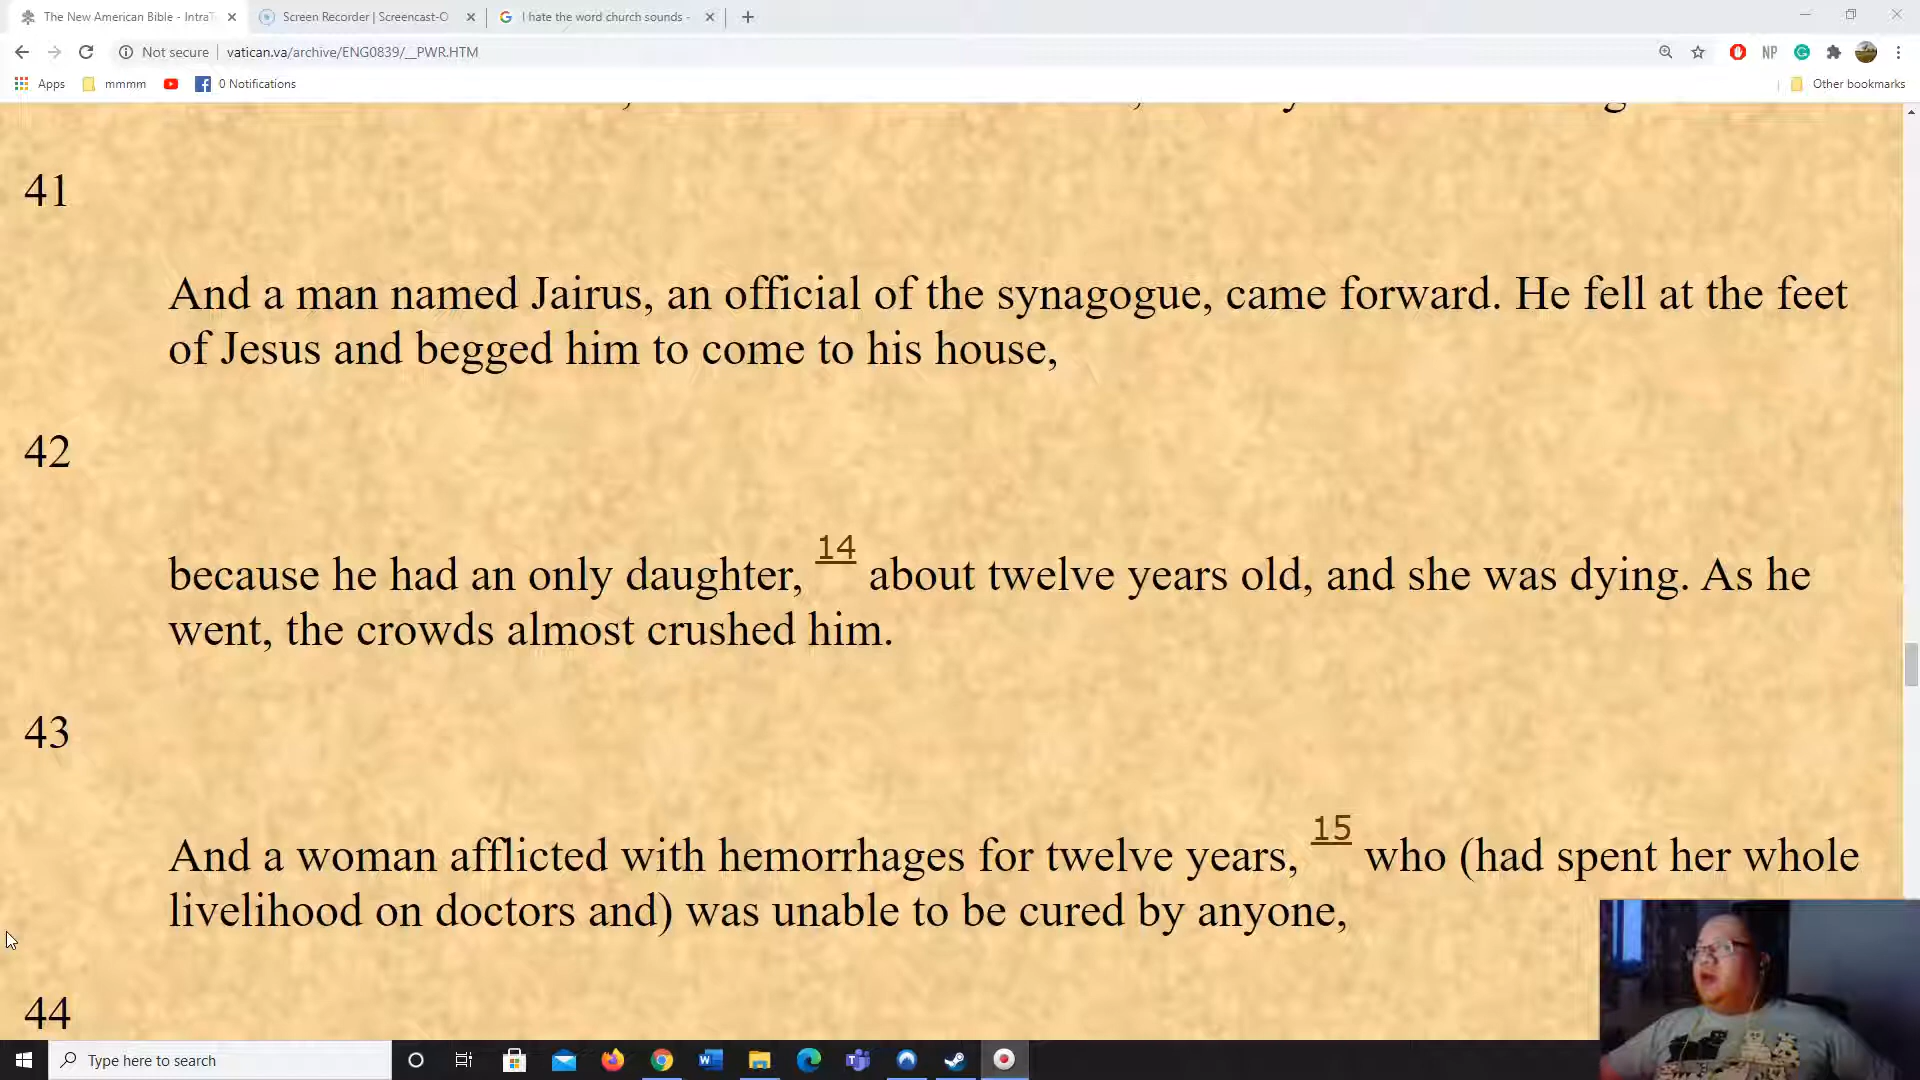 The New American Bible - IntraT
Screen Recorder | Screencast-O
I hate the word church sounds -
Not secure
vatican.va/archive/ENG0839/__PWR.HTM
NP
Apps
mmmm
0 Notifications
Other bookmarks
41
And a man named Jairus, an official of the synagogue, came forward. He fell at the feet
of Jesus and begged him to come to his house,
42
because he had an only daughter, 14 about twelve years old, and she was dying. As he
went, the crowds almost crushed him.
43
And a woman afflicted with hemorrhages for twelve years, 15 who (had spent her whole
livelihood on doctors and) was unable to be cured by anyone,
44
Type here to search